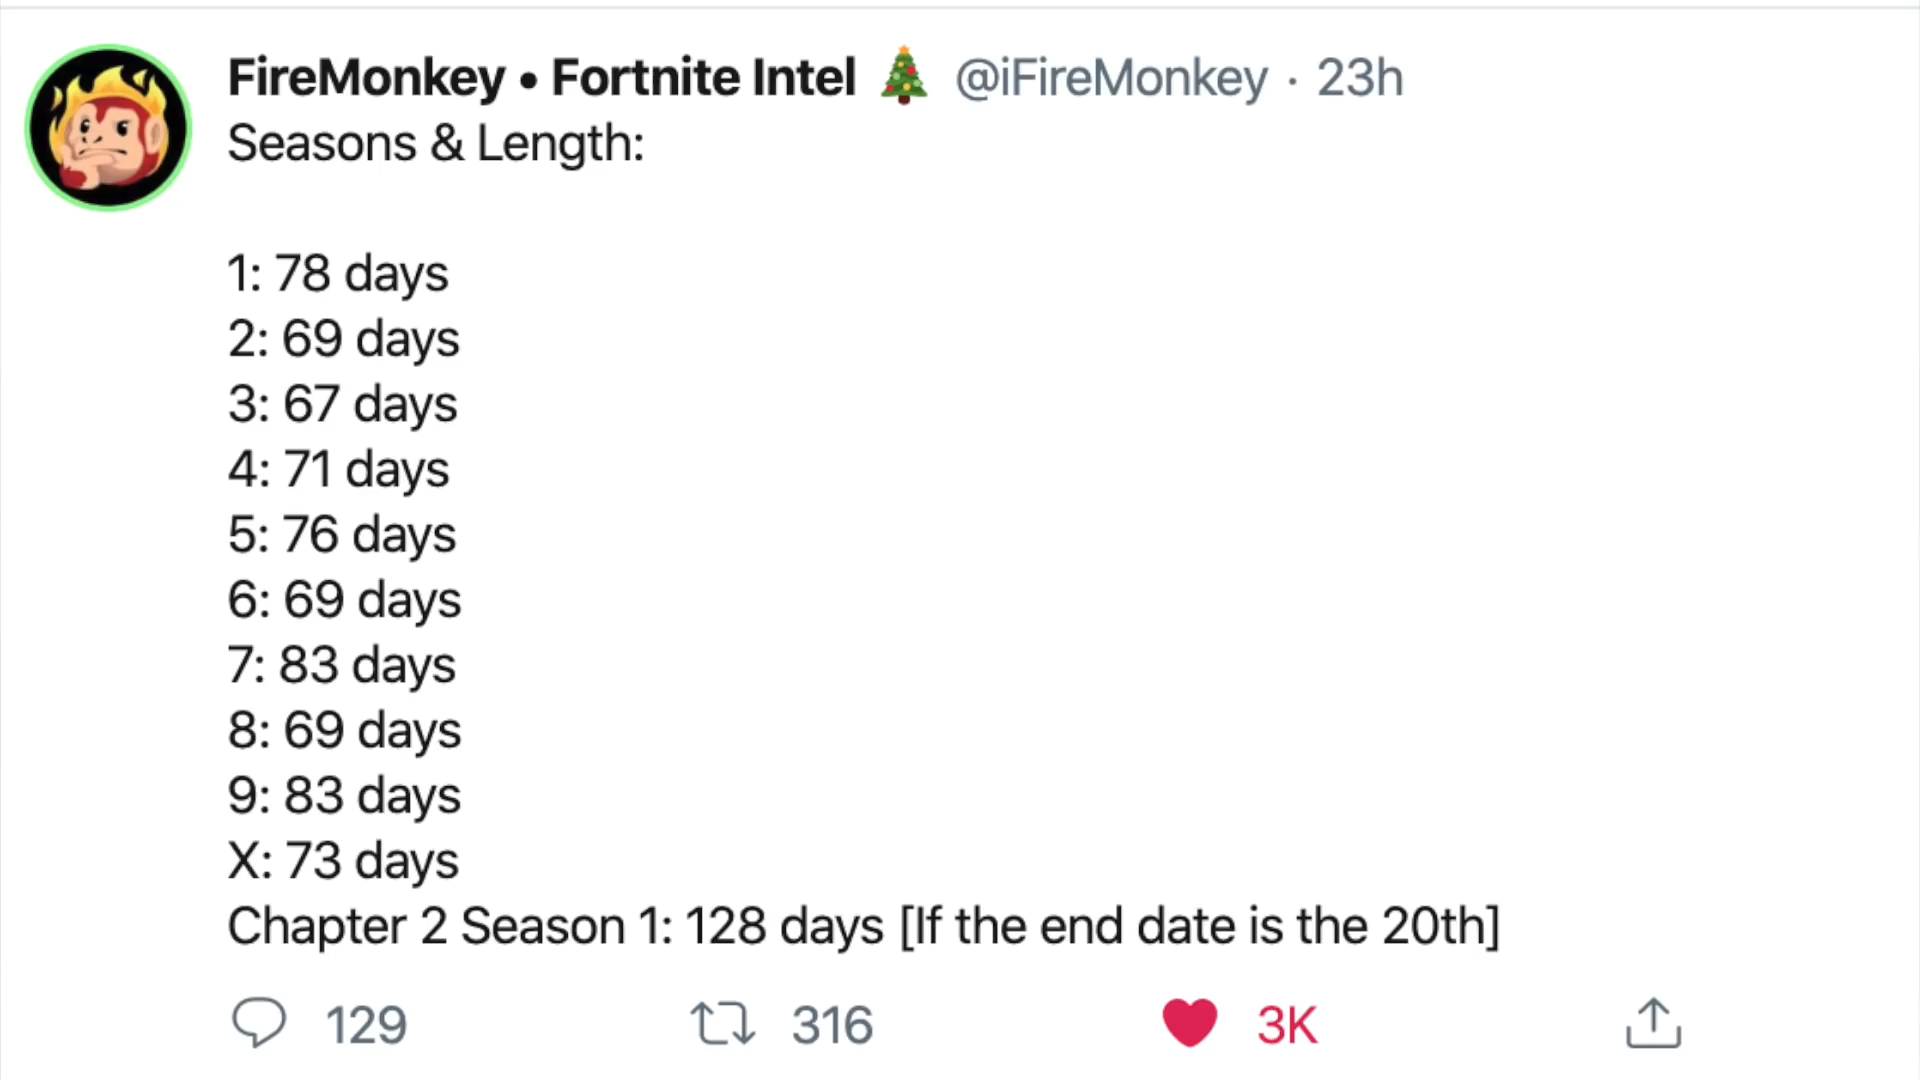 FireMonkey • Fortnite Intel 🎄 @iFireMonkey · 23h
Seasons & Length:
1: 78 days
2: 69 days
3: 67 days
4: 71 days
5: 76 days
6: 69 days
7: 83 days
8: 69 days
9: 83 days
X: 73 days
Chapter 2 Season 1: 128 days [If the end date is the 20th]
129 316 3K